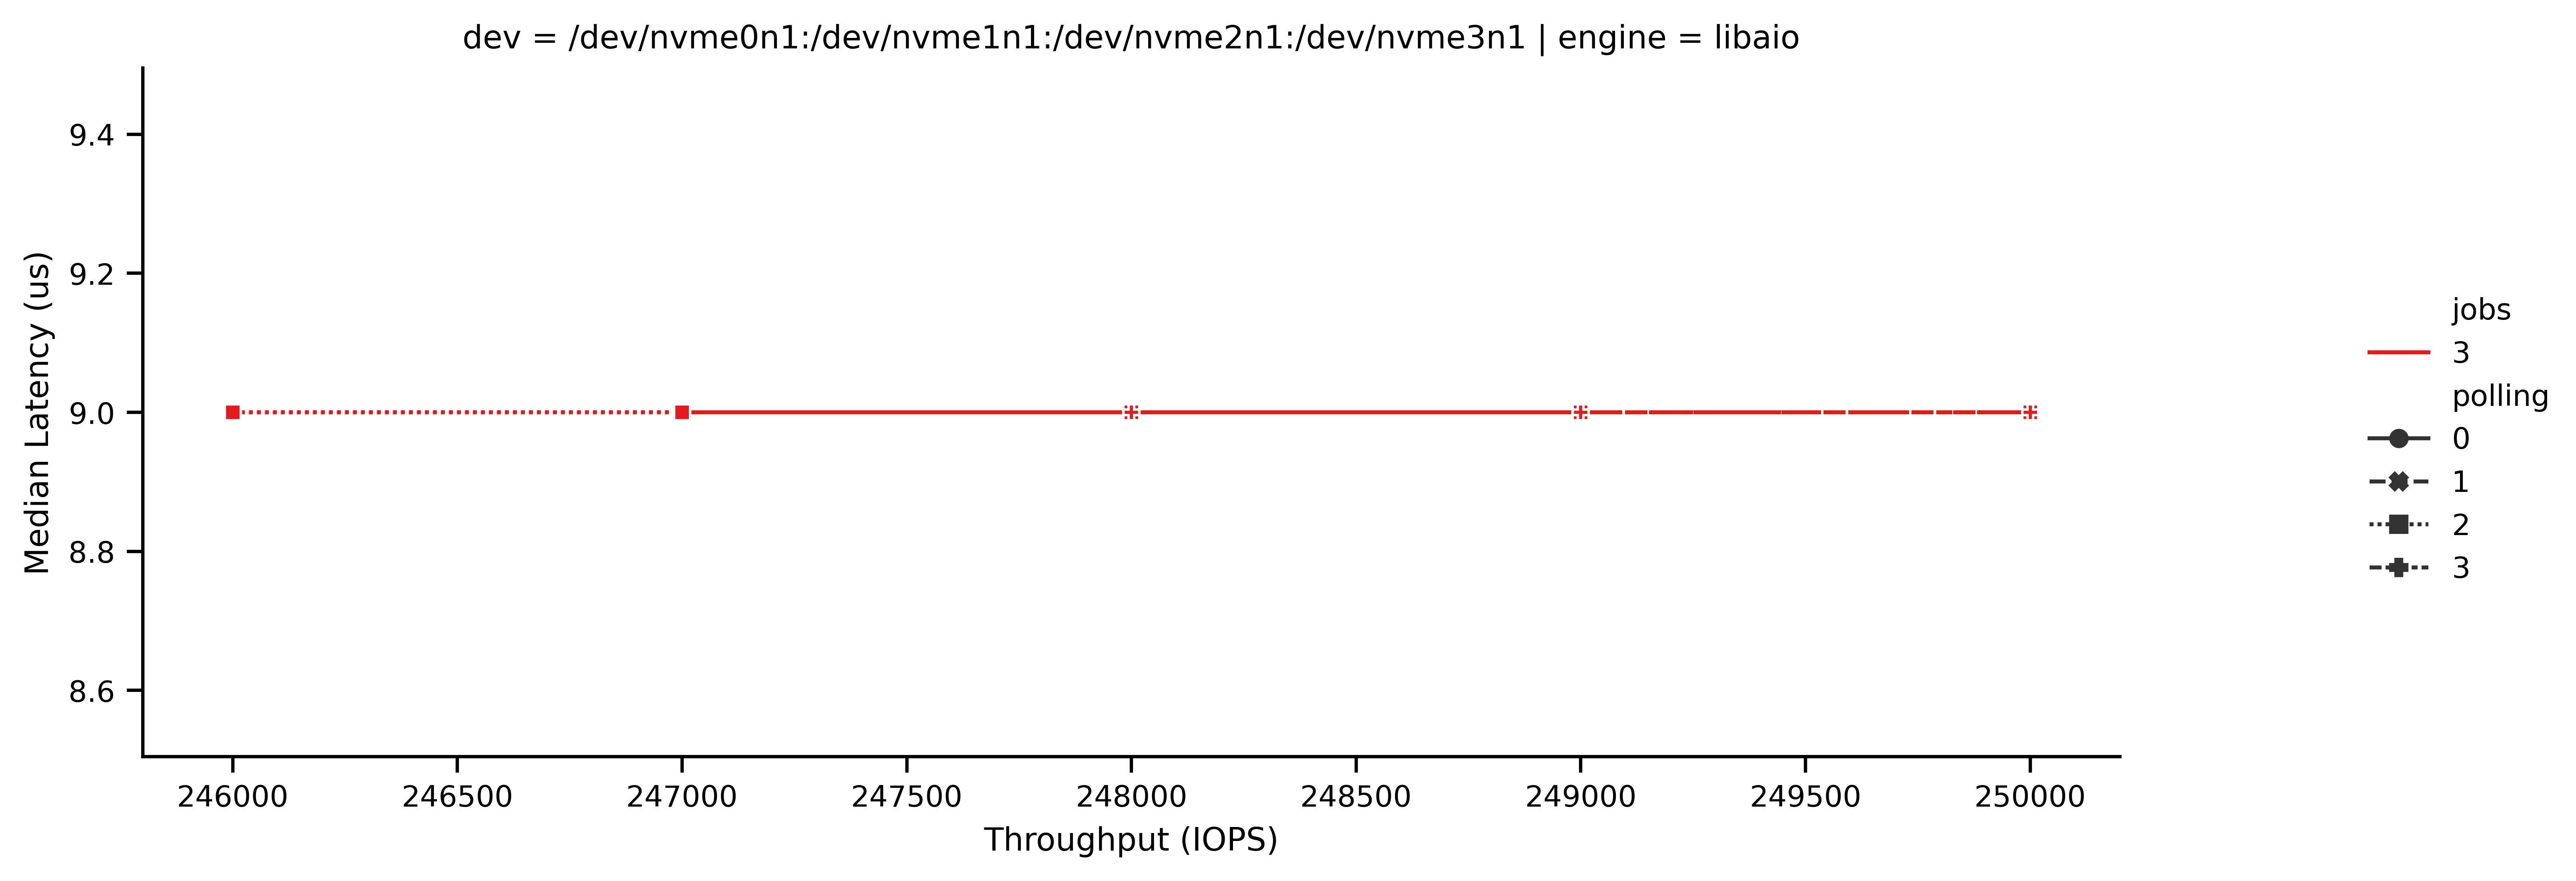 dev = /dev/nvme0n1:/dev/nvme1n1:/dev/nvme2n1:/dev/nvme3n1 | engine = libaio
Median Latency (us)
9.4
9.2
9.0
8.8
8.6
246000 246500 247000 247500 248000 248500 249000 249500 250000
Throughput (IOPS)
jobs
3
polling
0
1
2
3